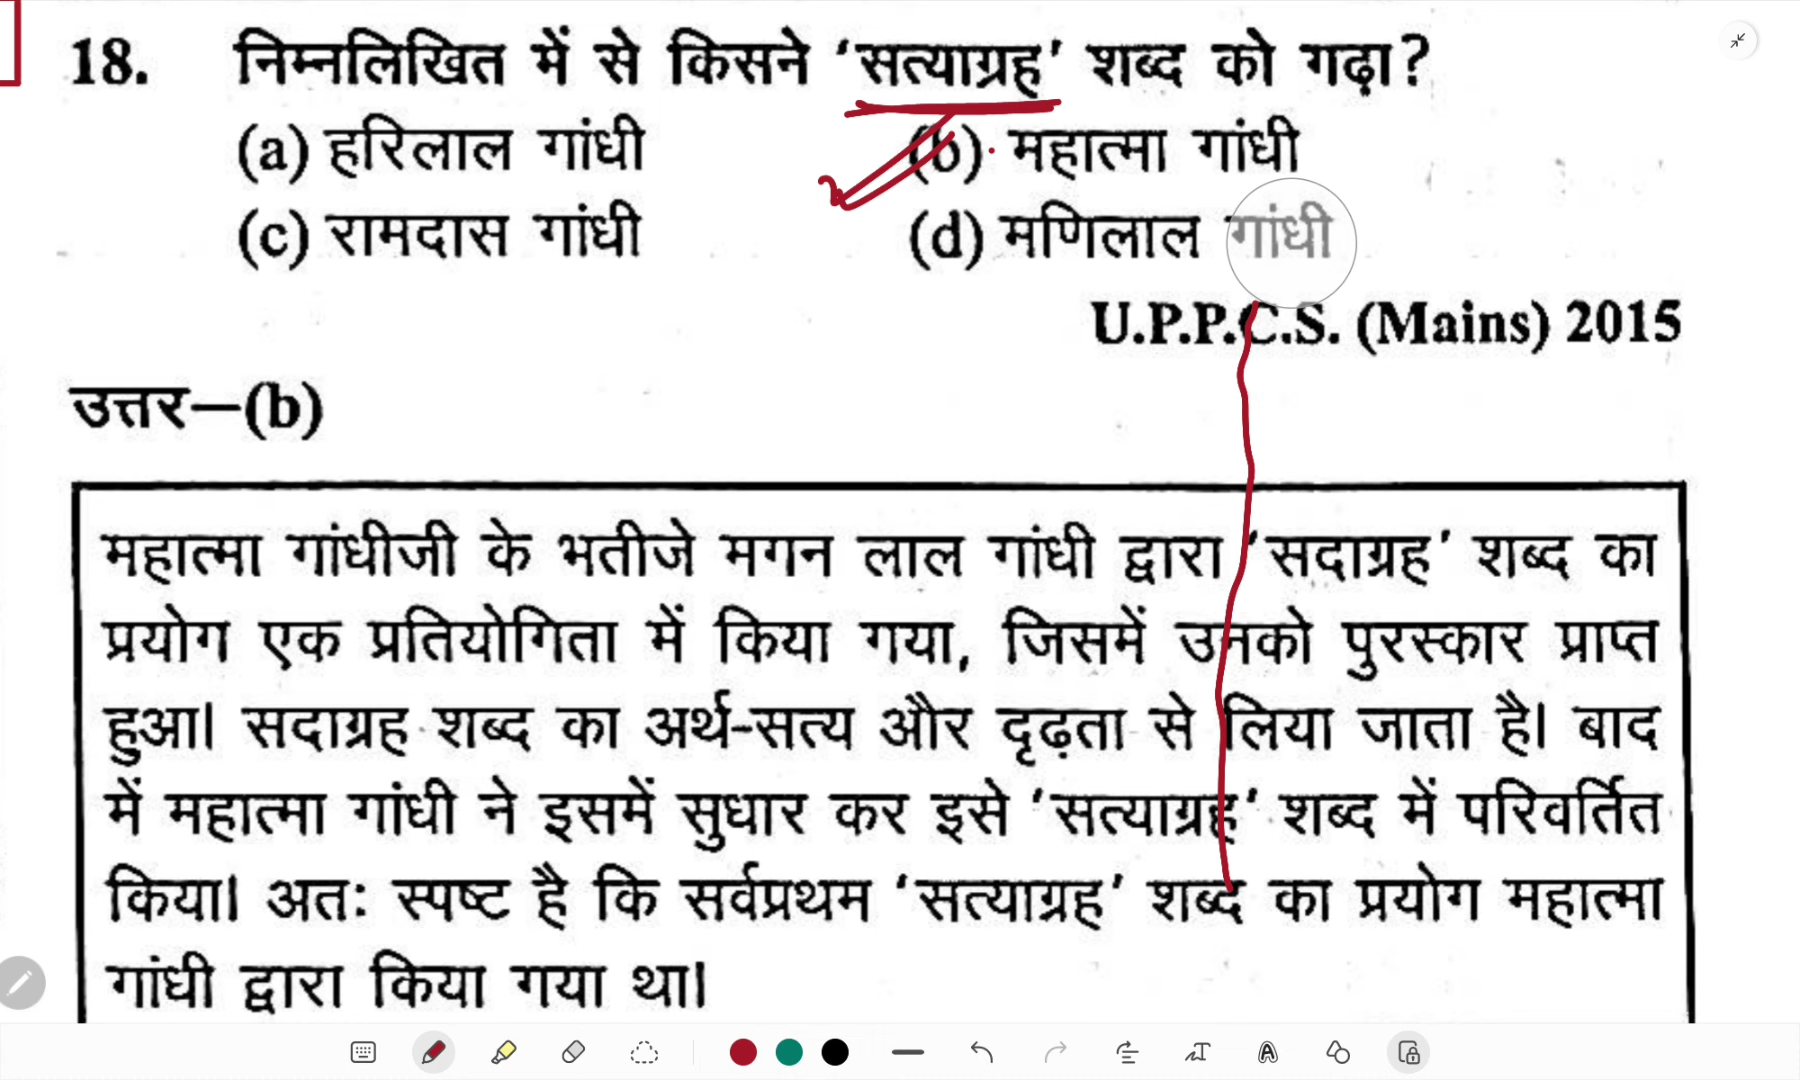 18. निम्नलिखित में से किसने ‘सत्याग्रह’ शब्द को गढ़ा?
(a) हरिलाल गांधी (b) महात्मा गांधी
(c) रामदास गांधी (d) मणिलाल गांधी
U.P.P.C.S. (Mains) 2015
उत्तर—(b)
महात्मा गांधीजी के भतीजे मगन लाल गांधी द्वारा ‘सदाग्रह’ शब्द का
प्रयोग एक प्रतियोगिता में किया गया, जिसमें उनको पुरस्कार प्राप्त
हुआ। सदाग्रह शब्द का अर्थ-सत्य और दृढ़ता से लिया जाता है। बाद
में महात्मा गांधी ने इसमें सुधार कर इसे ‘सत्याग्रह’ शब्द में परिवर्तित
किया। अतः स्पष्ट है कि सर्वप्रथम ‘सत्याग्रह’ शब्द का प्रयोग महात्मा
गांधी द्वारा किया गया था।